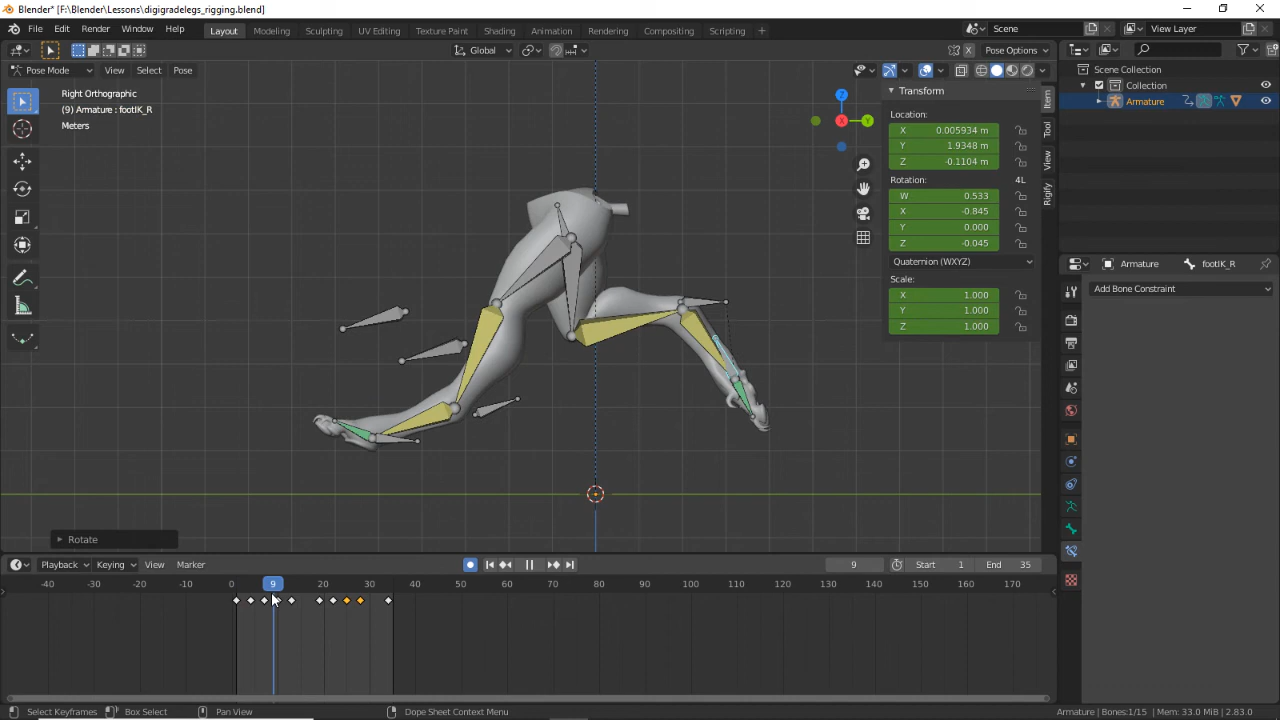 Blender* [F:\Blender\Lessons\digigradelegs_rigging.blend]
File Edit Render Window Help Layout Modeling Sculpting UV Editing Texture Paint Shading Animation Rendering Compositing Scripting + Scene View Layer
Global Pose Options
Pose Mode View Select Pose
Right Orthographic
(9) Armature : footIK_R
Meters
Z
X Y
Transform
Location:
X 0.005934 m
Y 1.9348 m
Z -0.1104 m
Rotation: 4L
W 0.533
X -0.845
Y 0.000
Z -0.045
Quaternion (WXYZ)
Scale:
X 1.000
Y 1.000
Z 1.000
Item
Tool
View
Rigify
Scene Collection
Collection
Armature
Armature footIK_R
Add Bone Constraint
Rotate
Playback Keying View Marker 9 Start 1 End 35
-40 -30 -20 -10 0 9 20 30 40 50 60 70 80 90 100 110 120 130 140 150 160 170
Select Keyframes Box Select Pan View Dope Sheet Context Menu Armature | Bones:1/15 | Mem: 33.0 MiB | 2.83.0